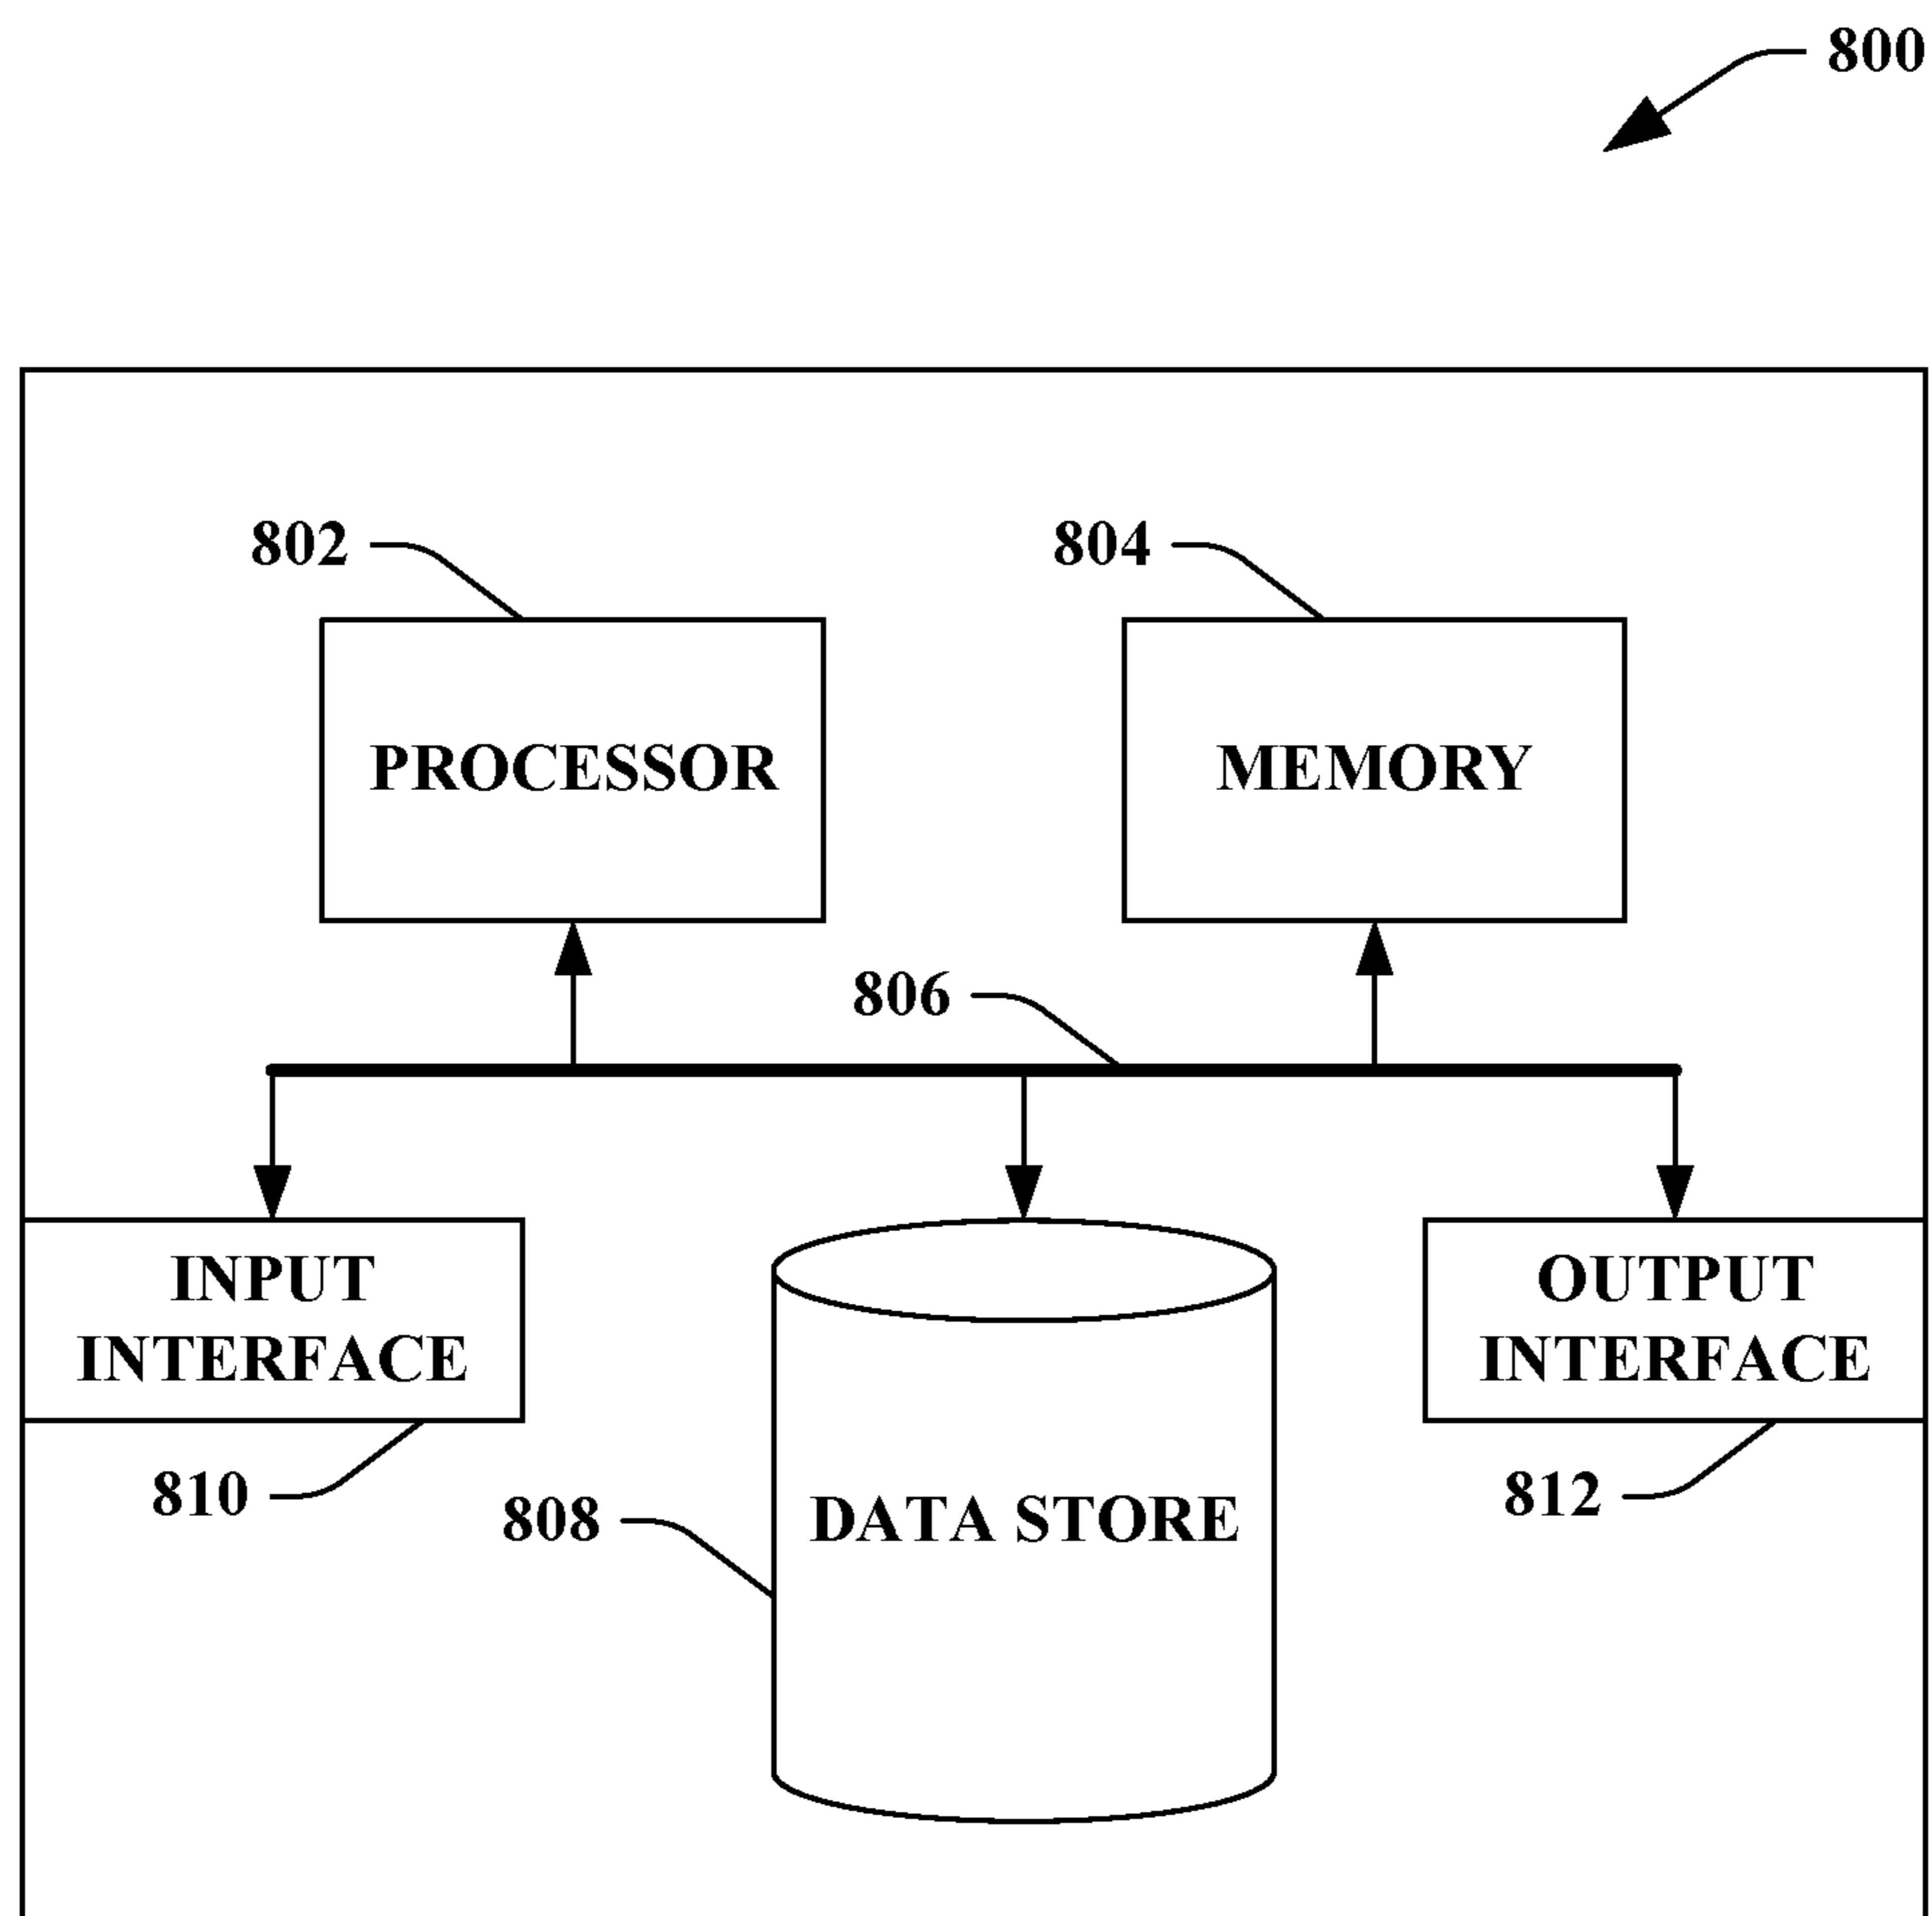 800
802
804
PROCESSOR
MEMORY
806
INPUT
INTERFACE
OUTPUT
INTERFACE
810
808
DATA STORE
812